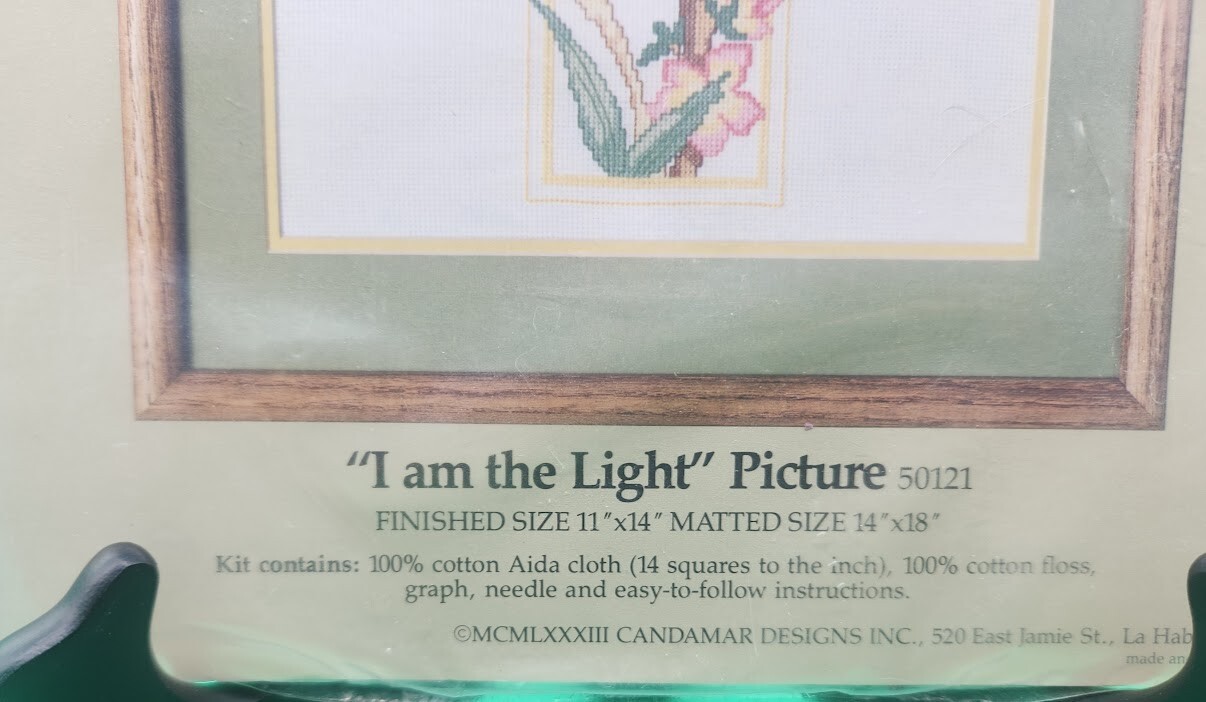 “I am the Light” Picture 50121
FINISHED SIZE 11"x14" MATTED SIZE 14"x18"
Kit contains: 100% cotton Aida cloth (14 squares to the inch), 100% cotton floss,
graph, needle and easy-to-follow instructions.
©MCMLXXXIII CANDAMAR DESIGNS INC., 520 East Jamie St., La Hab
made an